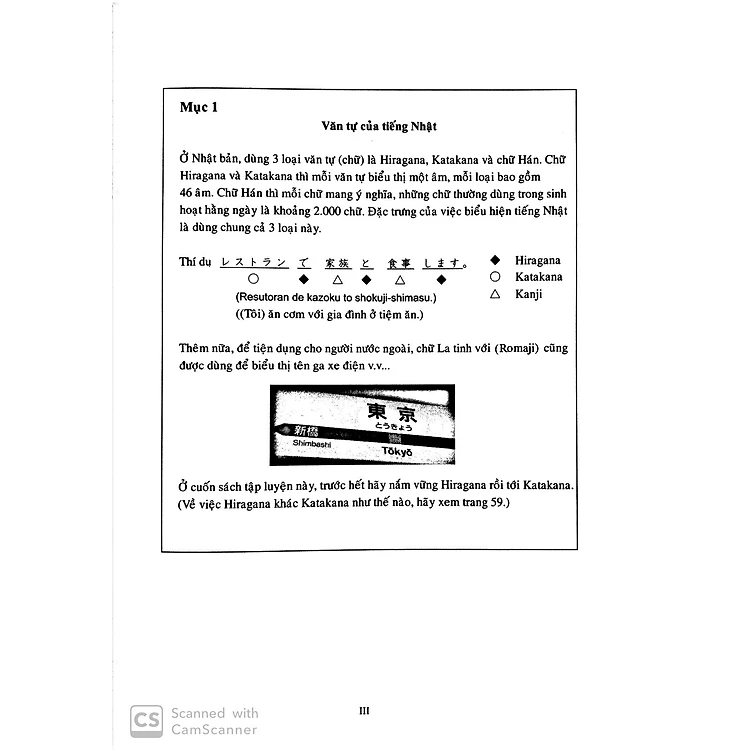 Mục 1
Văn tự của tiếng Nhật
Ở Nhật bản, dùng 3 loại văn tự (chữ) là Hiragana, Katakana và chữ Hán. Chữ
Hiragana và Katakana thì mỗi văn tự biểu thị một âm, mỗi loại bao gồm
46 âm. Chữ Hán thì mỗi chữ mang ý nghĩa, những chữ thường dùng trong sinh
hoạt hằng ngày là khoảng 2.000 chữ. Đặc trưng của việc biểu hiện tiếng Nhật
là dùng chung cả 3 loại này.
Thí dụ レストラン で 家族 と 食事 します。 ◆ Hiragana
○ ◆ △ ◆ △ ◆ ○ Katakana
(Resutoran de kazoku to shokuji-shimasu.) △ Kanji
((Tôi) ăn cơm với gia đình ở tiệm ăn.)
Thêm nữa, để tiện dụng cho người nước ngoài, chữ La tinh với (Romaji) cũng
được dùng để biểu thị tên ga xe điện v.v...
東京
とうきょう
新橋
Shimbashi
Tōkyō
Ở cuốn sách tập luyện này, trước hết hãy nắm vững Hiragana rồi tới Katakana.
(Về việc Hiragana khác Katakana như thế nào, hãy xem trang 59.)
III
CS Scanned with
CamScanner